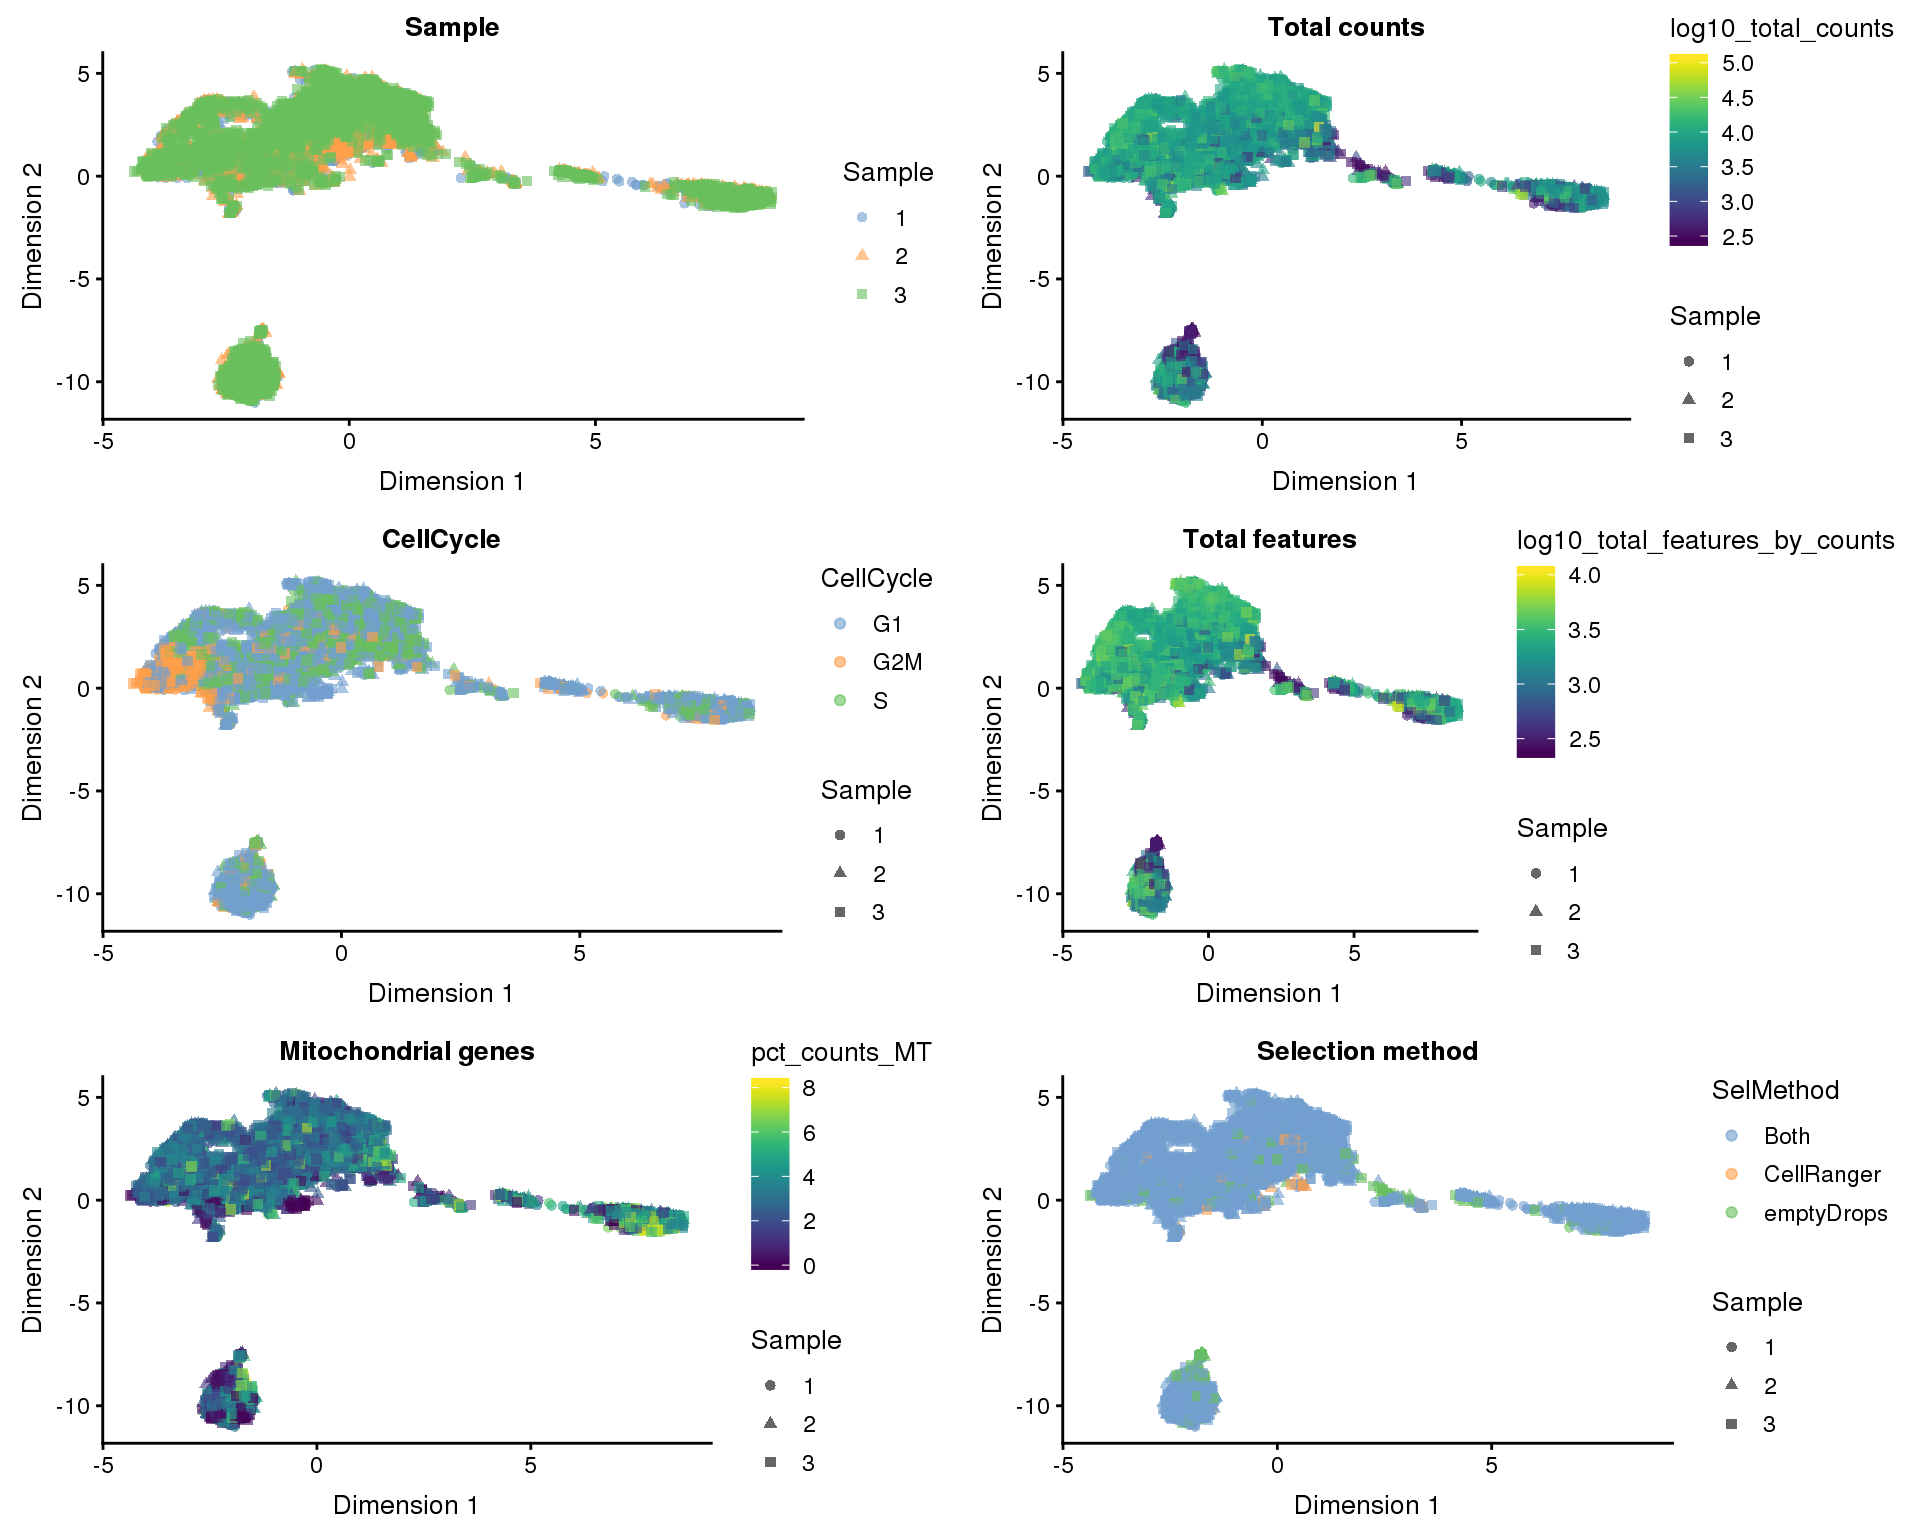 Sample
Dimension 2
5
0
-5
-10
-5
0
5
Dimension 1
Sample
1
2
3
Total counts
Dimension 2
5
0
-5
-10
-5
0
5
Dimension 1
log10_total_counts
5.0
4.5
4.0
3.5
3.0
2.5
Sample
1
2
3
CellCycle
Dimension 2
5
0
-5
-10
-5
0
5
Dimension 1
CellCycle
G1
G2M
S
Sample
1
2
3
Total features
Dimension 2
5
0
-5
-10
-5
0
5
Dimension 1
log10_total_features_by_counts
4.0
3.5
3.0
2.5
Sample
1
2
3
Mitochondrial genes
Dimension 2
5
0
-5
-10
-5
0
5
Dimension 1
pct_counts_MT
8
6
4
2
0
Sample
1
2
3
Selection method
Dimension 2
5
0
-5
-10
-5
0
5
Dimension 1
SelMethod
Both
CellRanger
emptyDrops
Sample
1
2
3